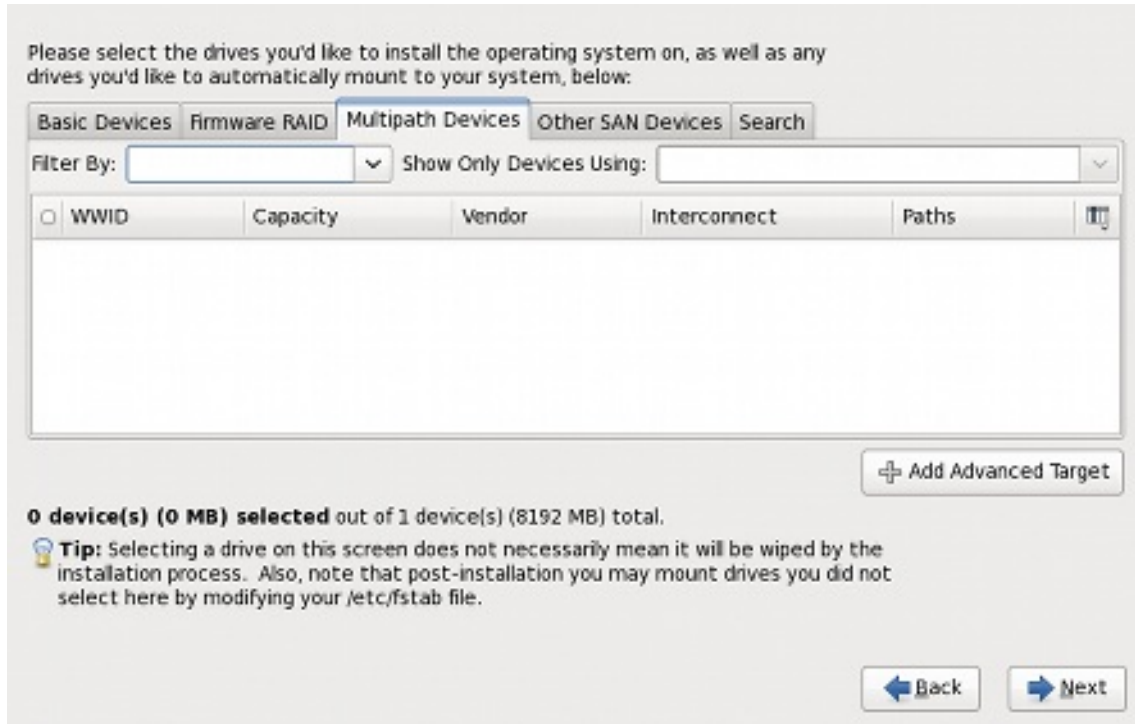 Please select the drives you'd like to install the operating system on, as well as any
drives you'd like to automatically mount to your system, below:
Basic Devices Firmware RAID Multipath Devices Other SAN Devices Search
Filter By: Show Only Devices Using:
WWID Capacity Vendor Interconnect Paths
Add Advanced Target
0 device(s) (0 MB) selected out of 1 device(s) (8192 MB) total.
Tip: Selecting a drive on this screen does not necessarily mean it will be wiped by the
installation process. Also, note that post-installation you may mount drives you did not
select here by modifying your /etc/fstab file.
Back Next